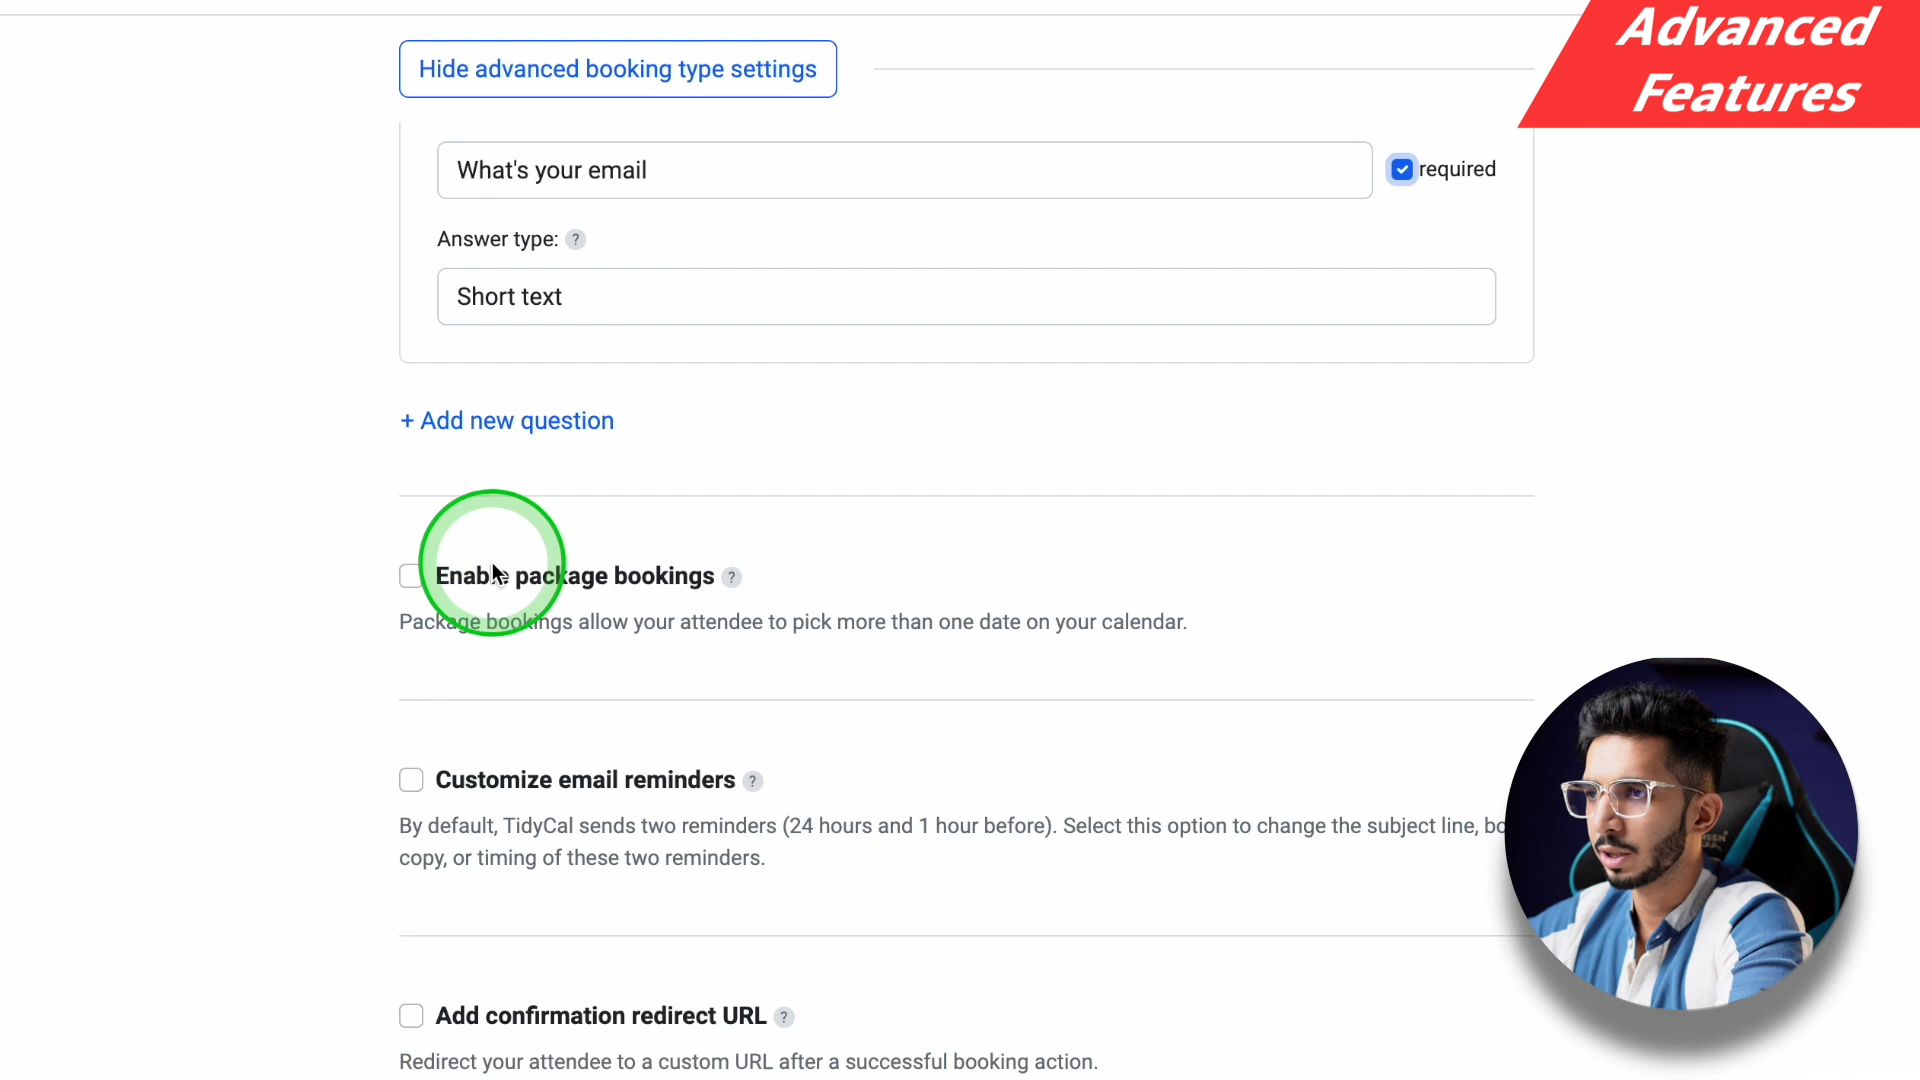 Advanced
Features
Hide advanced booking type settings
What's your email
required
Answer type: ?
Short text
+ Add new question
Enable package bookings ?
Package bookings allow your attendee to pick more than one date on your calendar.
Customize email reminders ?
By default, TidyCal sends two reminders (24 hours and 1 hour before). Select this option to change the subject line,
copy, or timing of these two reminders.
Add confirmation redirect URL ?
Redirect your attendee to a custom URL after a successful booking action.